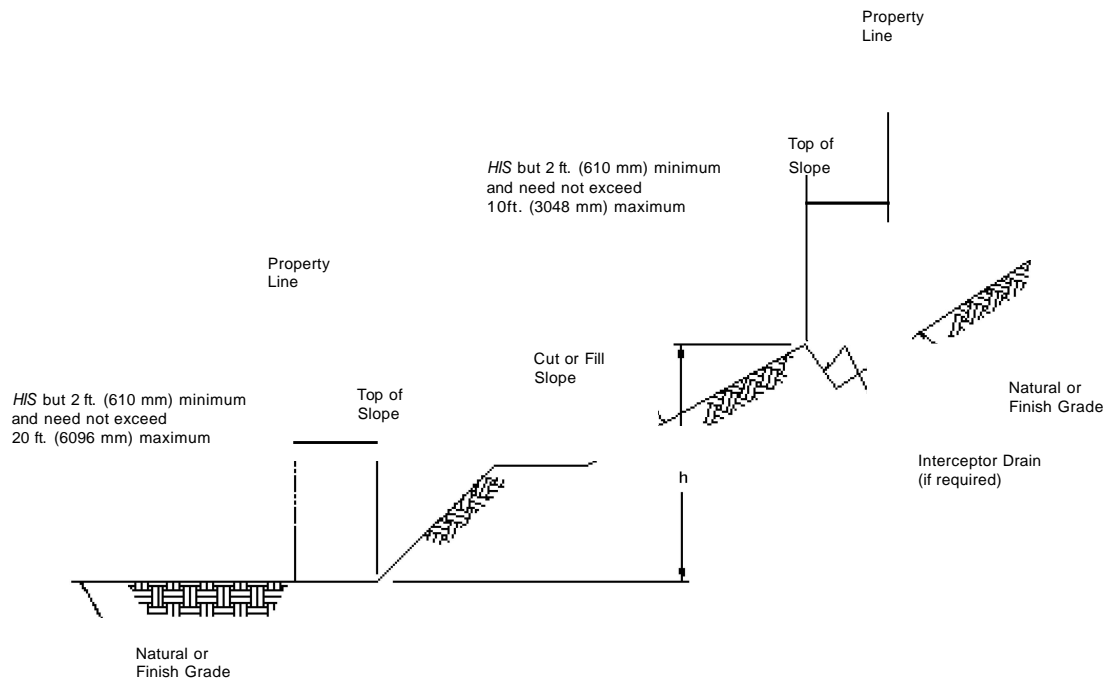 Property
Line
Top of
Slope
HIS but 2 ft. (610 mm) minimum
and need not exceed
10ft. (3048 mm) maximum
Property
Line
Cut or Fill
Slope
HIS but 2 ft. (610 mm) minimum
and need not exceed
20 ft. (6096 mm) maximum
Top of
Slope
Natural or
Finish Grade
Interceptor Drain
(if required)
h
Natural or
Finish Grade